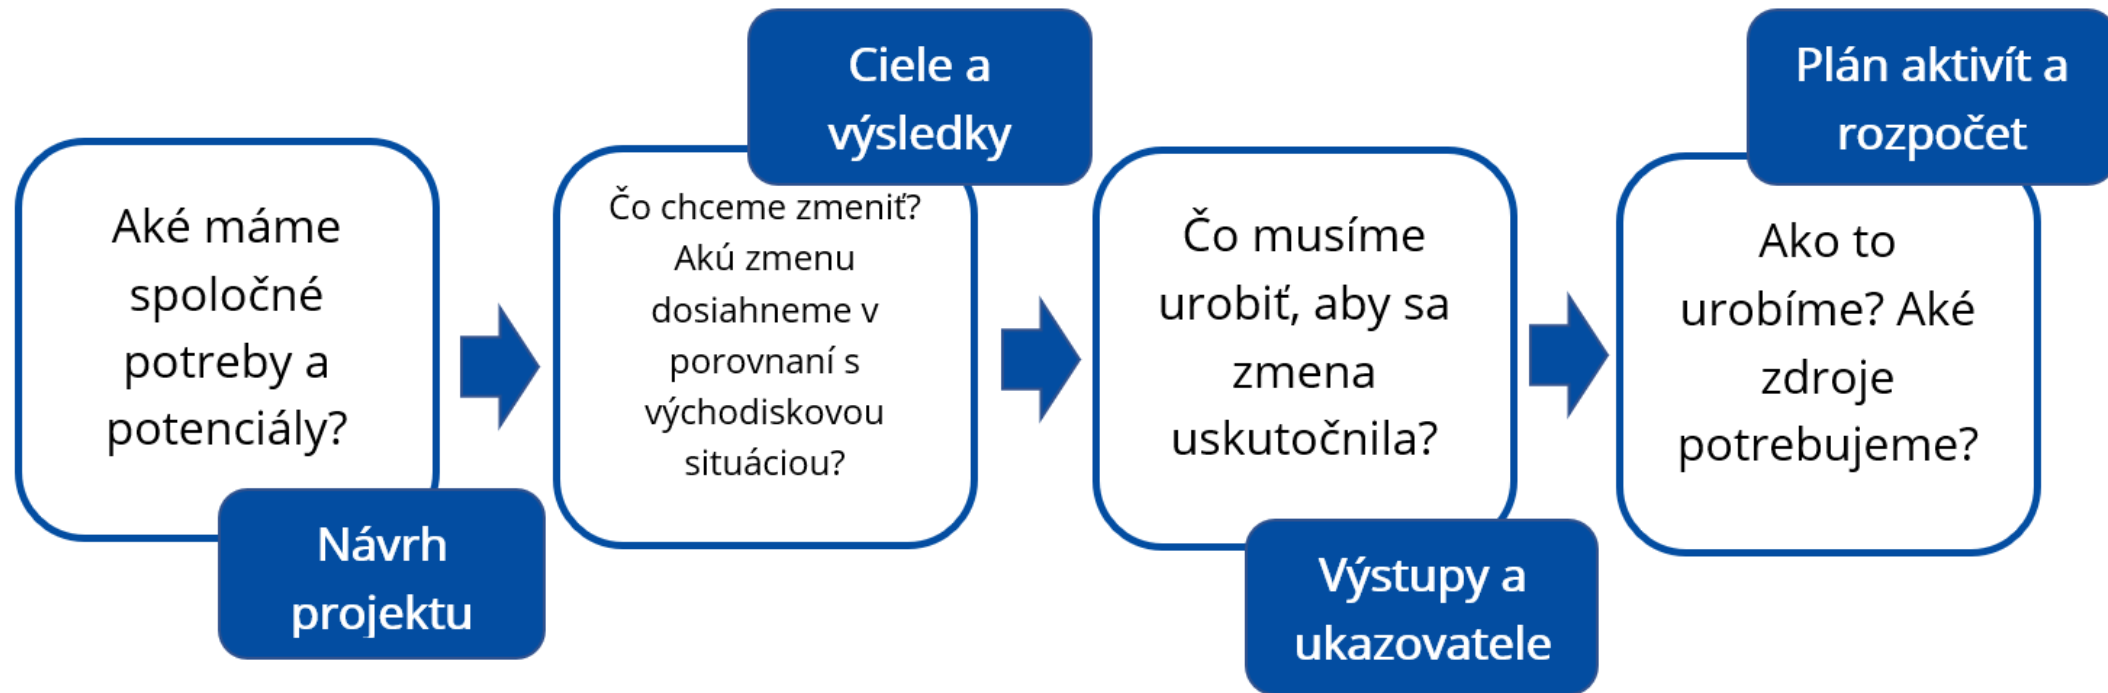 Aké máme
spoločné
potreby a
potenciály?
Návrh
projektu
Ciele a
výsledky
Čo chceme zmeniť?
Akú zmenu
dosiahneme v
porovnaní s
východiskovou
situáciou?
Čo musíme
urobiť, aby sa
zmena
uskutočnila?
Výstupy a
ukazovatele
Plán aktivít a
rozpočet
Ako to
urobíme? Aké
zdroje
potrebujeme?